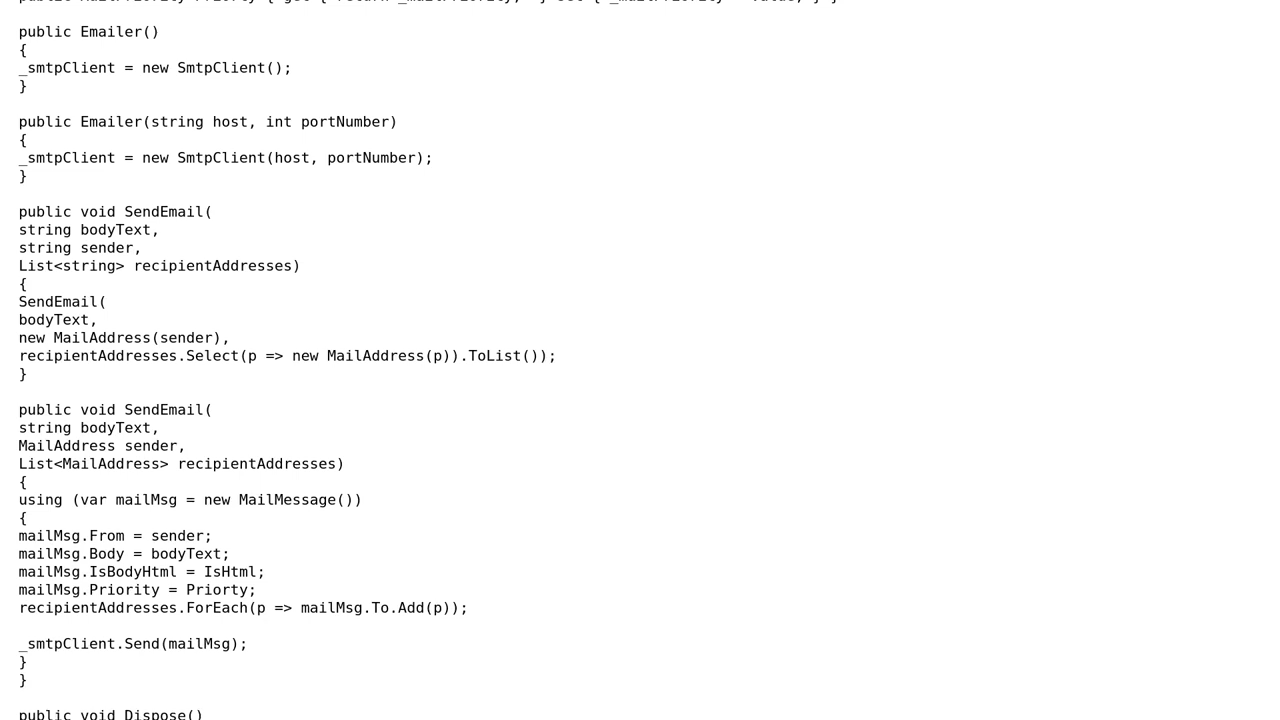 public Emailer()
{
_smtpClient = new SmtpClient();
}

public Emailer(string host, int portNumber)
{
_smtpClient = new SmtpClient(host, portNumber);
}

public void SendEmail(
string bodyText,
string sender,
List<string> recipientAddresses)
{
SendEmail(
bodyText,
new MailAddress(sender),
recipientAddresses.Select(p => new MailAddress(p)).ToList());
}

public void SendEmail(
string bodyText,
MailAddress sender,
List<MailAddress> recipientAddresses)
{
using (var mailMsg = new MailMessage())
{
mailMsg.From = sender;
mailMsg.Body = bodyText;
mailMsg.IsBodyHtml = IsHtml;
mailMsg.Priority = Priorty;
recipientAddresses.ForEach(p => mailMsg.To.Add(p));

_smtpClient.Send(mailMsg);
}
}

public void Dispose()